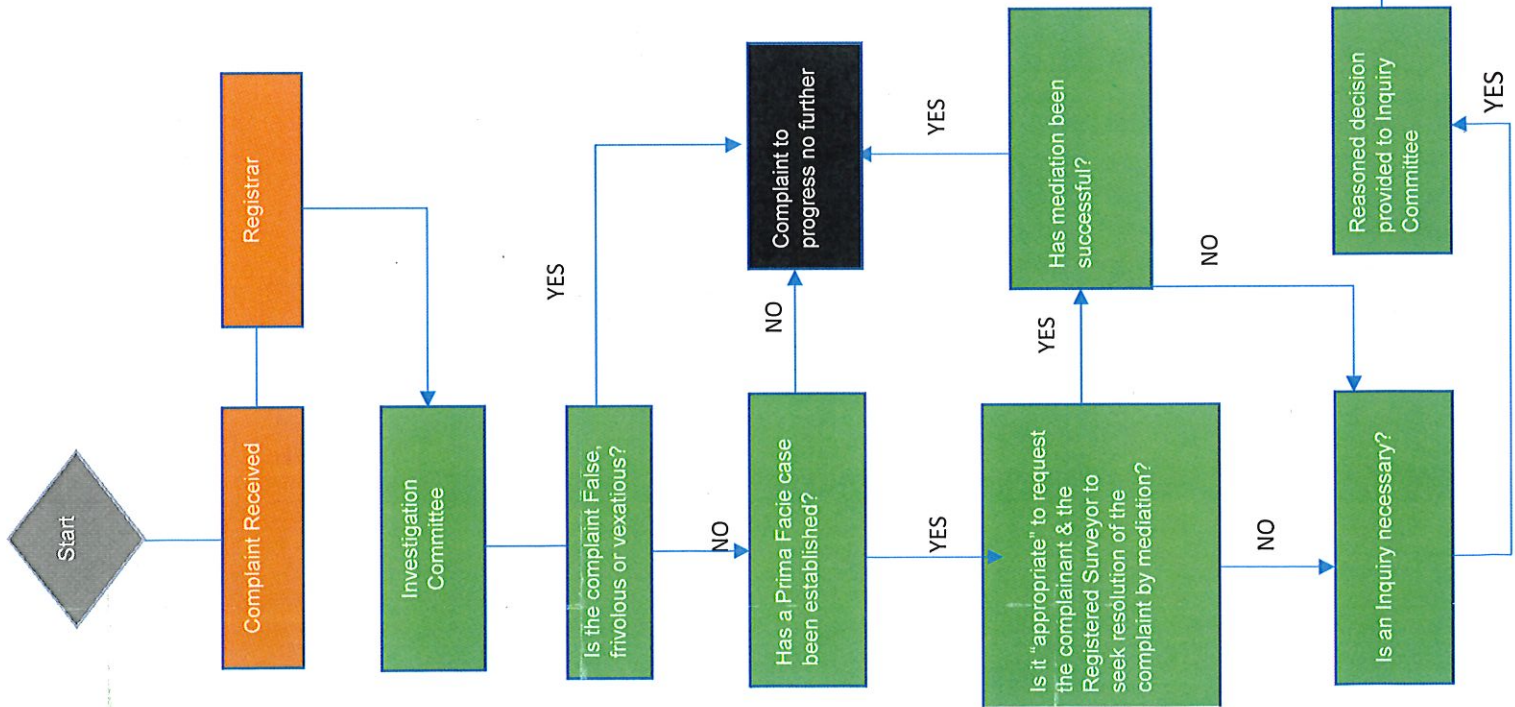 Start
Complaint Received
Registrar
Investigation
Committee
Is the complaint False,
frivolous or vexatious?
YES
NO
Has a Prima Facie case
been established?
NO
Complaint to
progress no further
YES
YES
Is it "appropriate" to request
the complainant & the
Registered Surveyor to
seek resolution of the
complaint by mediation?
YES
Has mediation been
successful?
NO
NO
Is an Inquiry necessary?
YES
Reasoned decision
provided to Inquiry
Committee